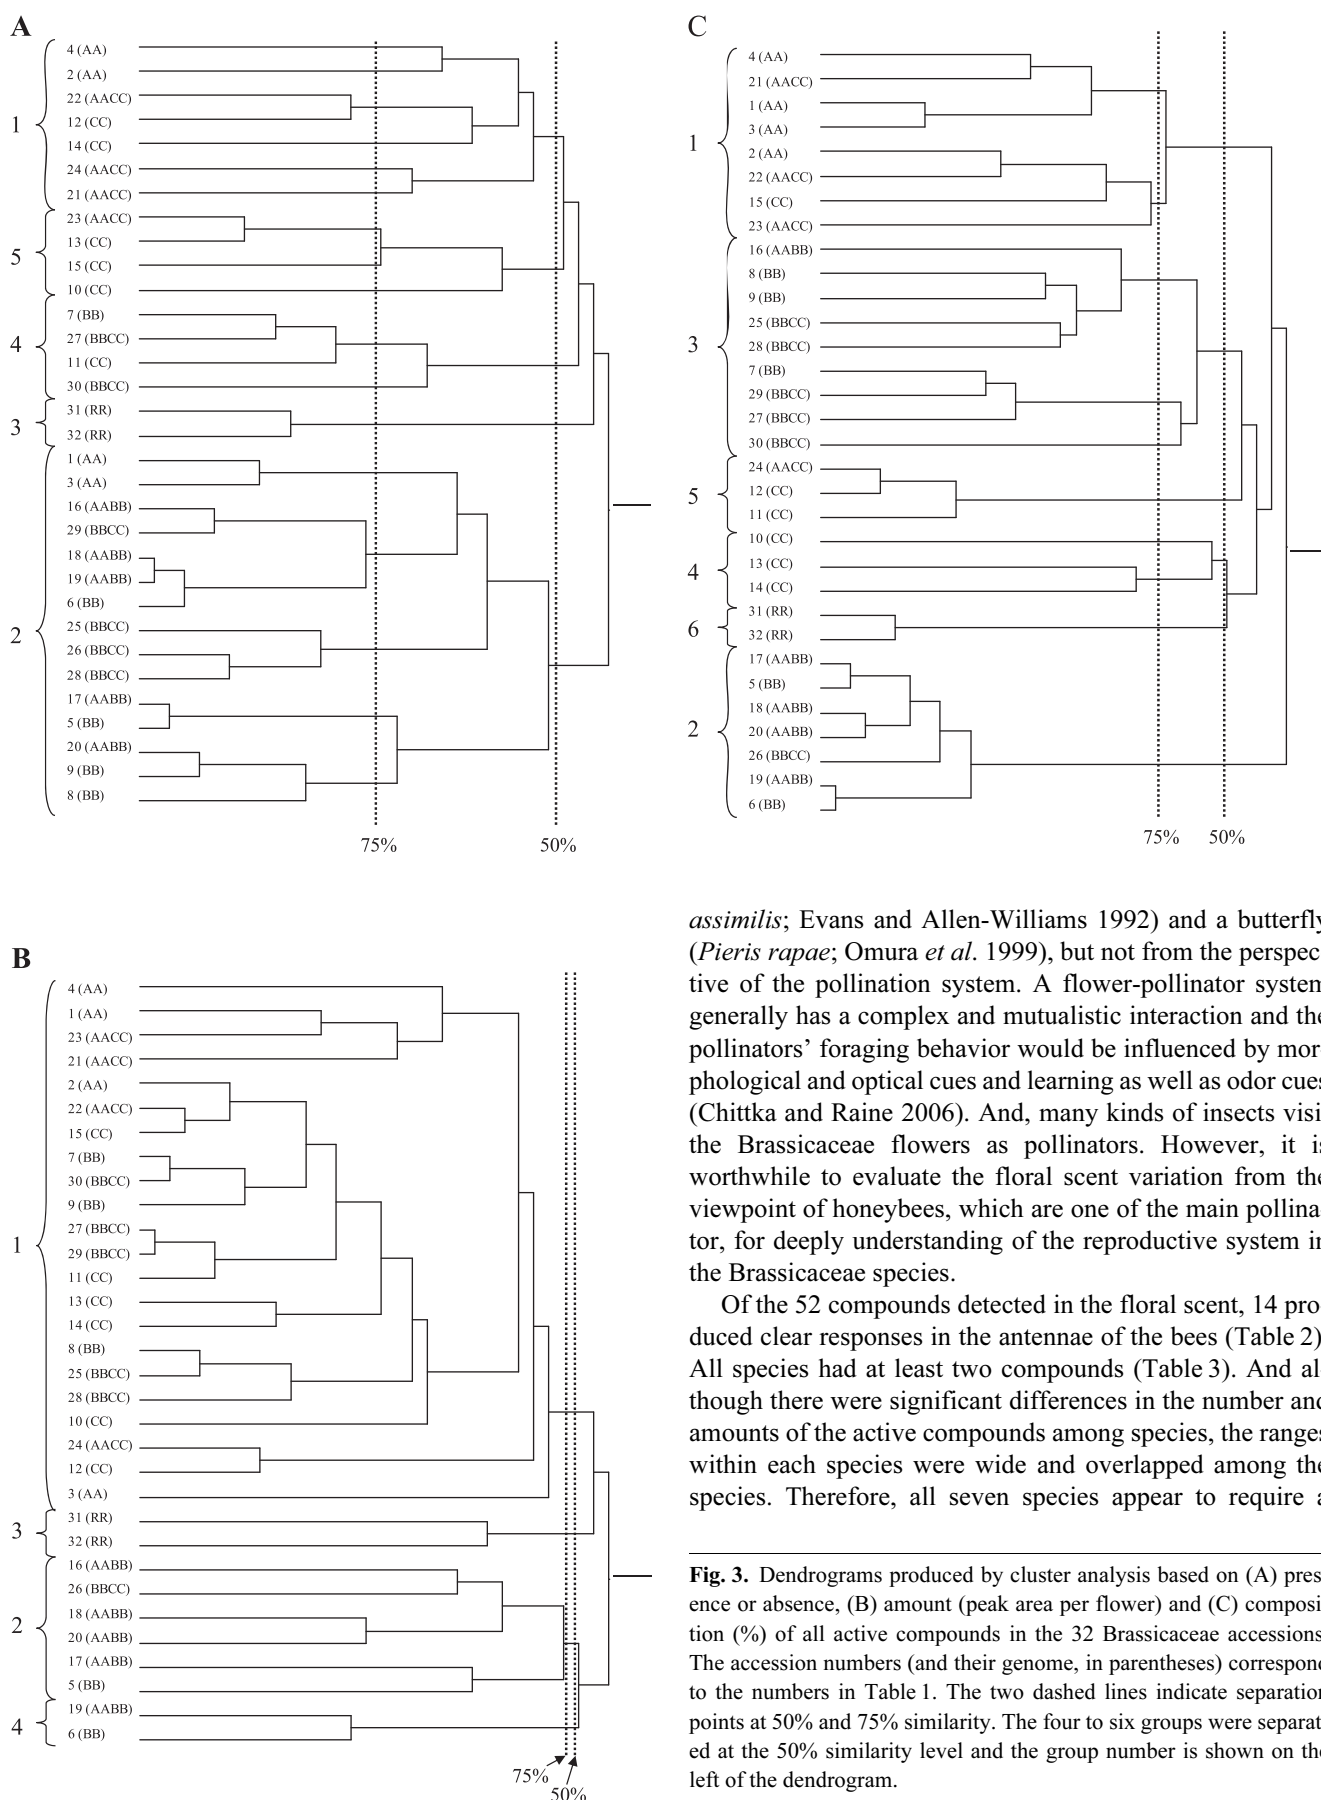 A
4 (AA)
2 (AA)
22 (AACC)
12 (CC)
14 (CC)
24 (AACC)
21 (AACC)
23 (AACC)
13 (CC)
15 (CC)
10 (CC)
7 (BB)
27 (BBCC)
11 (CC)
30 (BBCC)
31 (RR)
32 (RR)
1 (AA)
3 (AA)
16 (AABB)
29 (BBCC)
18 (AABB)
19 (AABB)
6 (BB)
25 (BBCC)
26 (BBCC)
28 (BBCC)
17 (AABB)
5 (BB)
20 (AABB)
9 (BB)
8 (BB)
1
5
4
3
2
75%
50%
B
4 (AA)
1 (AA)
23 (AACC)
21 (AACC)
2 (AA)
22 (AACC)
15 (CC)
7 (BB)
30 (BBCC)
9 (BB)
27 (BBCC)
29 (BBCC)
11 (CC)
13 (CC)
14 (CC)
8 (BB)
25 (BBCC)
28 (BBCC)
10 (CC)
24 (AACC)
12 (CC)
3 (AA)
31 (RR)
32 (RR)
16 (AABB)
26 (BBCC)
18 (AABB)
20 (AABB)
17 (AABB)
5 (BB)
19 (AABB)
6 (BB)
1
3
2
4
75%
50%
C
4 (AA)
21 (AACC)
1 (AA)
3 (AA)
2 (AA)
22 (AACC)
15 (CC)
23 (AACC)
16 (AABB)
8 (BB)
9 (BB)
25 (BBCC)
28 (BBCC)
7 (BB)
29 (BBCC)
27 (BBCC)
30 (BBCC)
24 (AACC)
12 (CC)
11 (CC)
10 (CC)
13 (CC)
14 (CC)
31 (RR)
32 (RR)
17 (AABB)
5 (BB)
18 (AABB)
20 (AABB)
26 (BBCC)
19 (AABB)
6 (BB)
1
3
5
4
6
2
75%
50%
assimilis; Evans and Allen-Williams 1992) and a butterfly
(Pieris rapae; Omura et al. 1999), but not from the perspec
tive of the pollination system. A flower-pollinator system
generally has a complex and mutualistic interaction and the
pollinators’ foraging behavior would be influenced by mor
phological and optical cues and learning as well as odor cues
(Chittka and Raine 2006). And, many kinds of insects visi
the Brassicaceae flowers as pollinators. However, it is
worthwhile to evaluate the floral scent variation from the
viewpoint of honeybees, which are one of the main pollina
tor, for deeply understanding of the reproductive system in
the Brassicaceae species.
Of the 52 compounds detected in the floral scent, 14 pro
duced clear responses in the antennae of the bees (Table 2)
All species had at least two compounds (Table 3). And al
though there were significant differences in the number and
amounts of the active compounds among species, the ranges
within each species were wide and overlapped among the
species. Therefore, all seven species appear to require a
Fig. 3. Dendrograms produced by cluster analysis based on (A) pres
ence or absence, (B) amount (peak area per flower) and (C) composi
tion (%) of all active compounds in the 32 Brassicaceae accessions
The accession numbers (and their genome, in parentheses) correspond
to the numbers in Table 1. The two dashed lines indicate separation
points at 50% and 75% similarity. The four to six groups were separat
ed at the 50% similarity level and the group number is shown on the
left of the dendrogram.